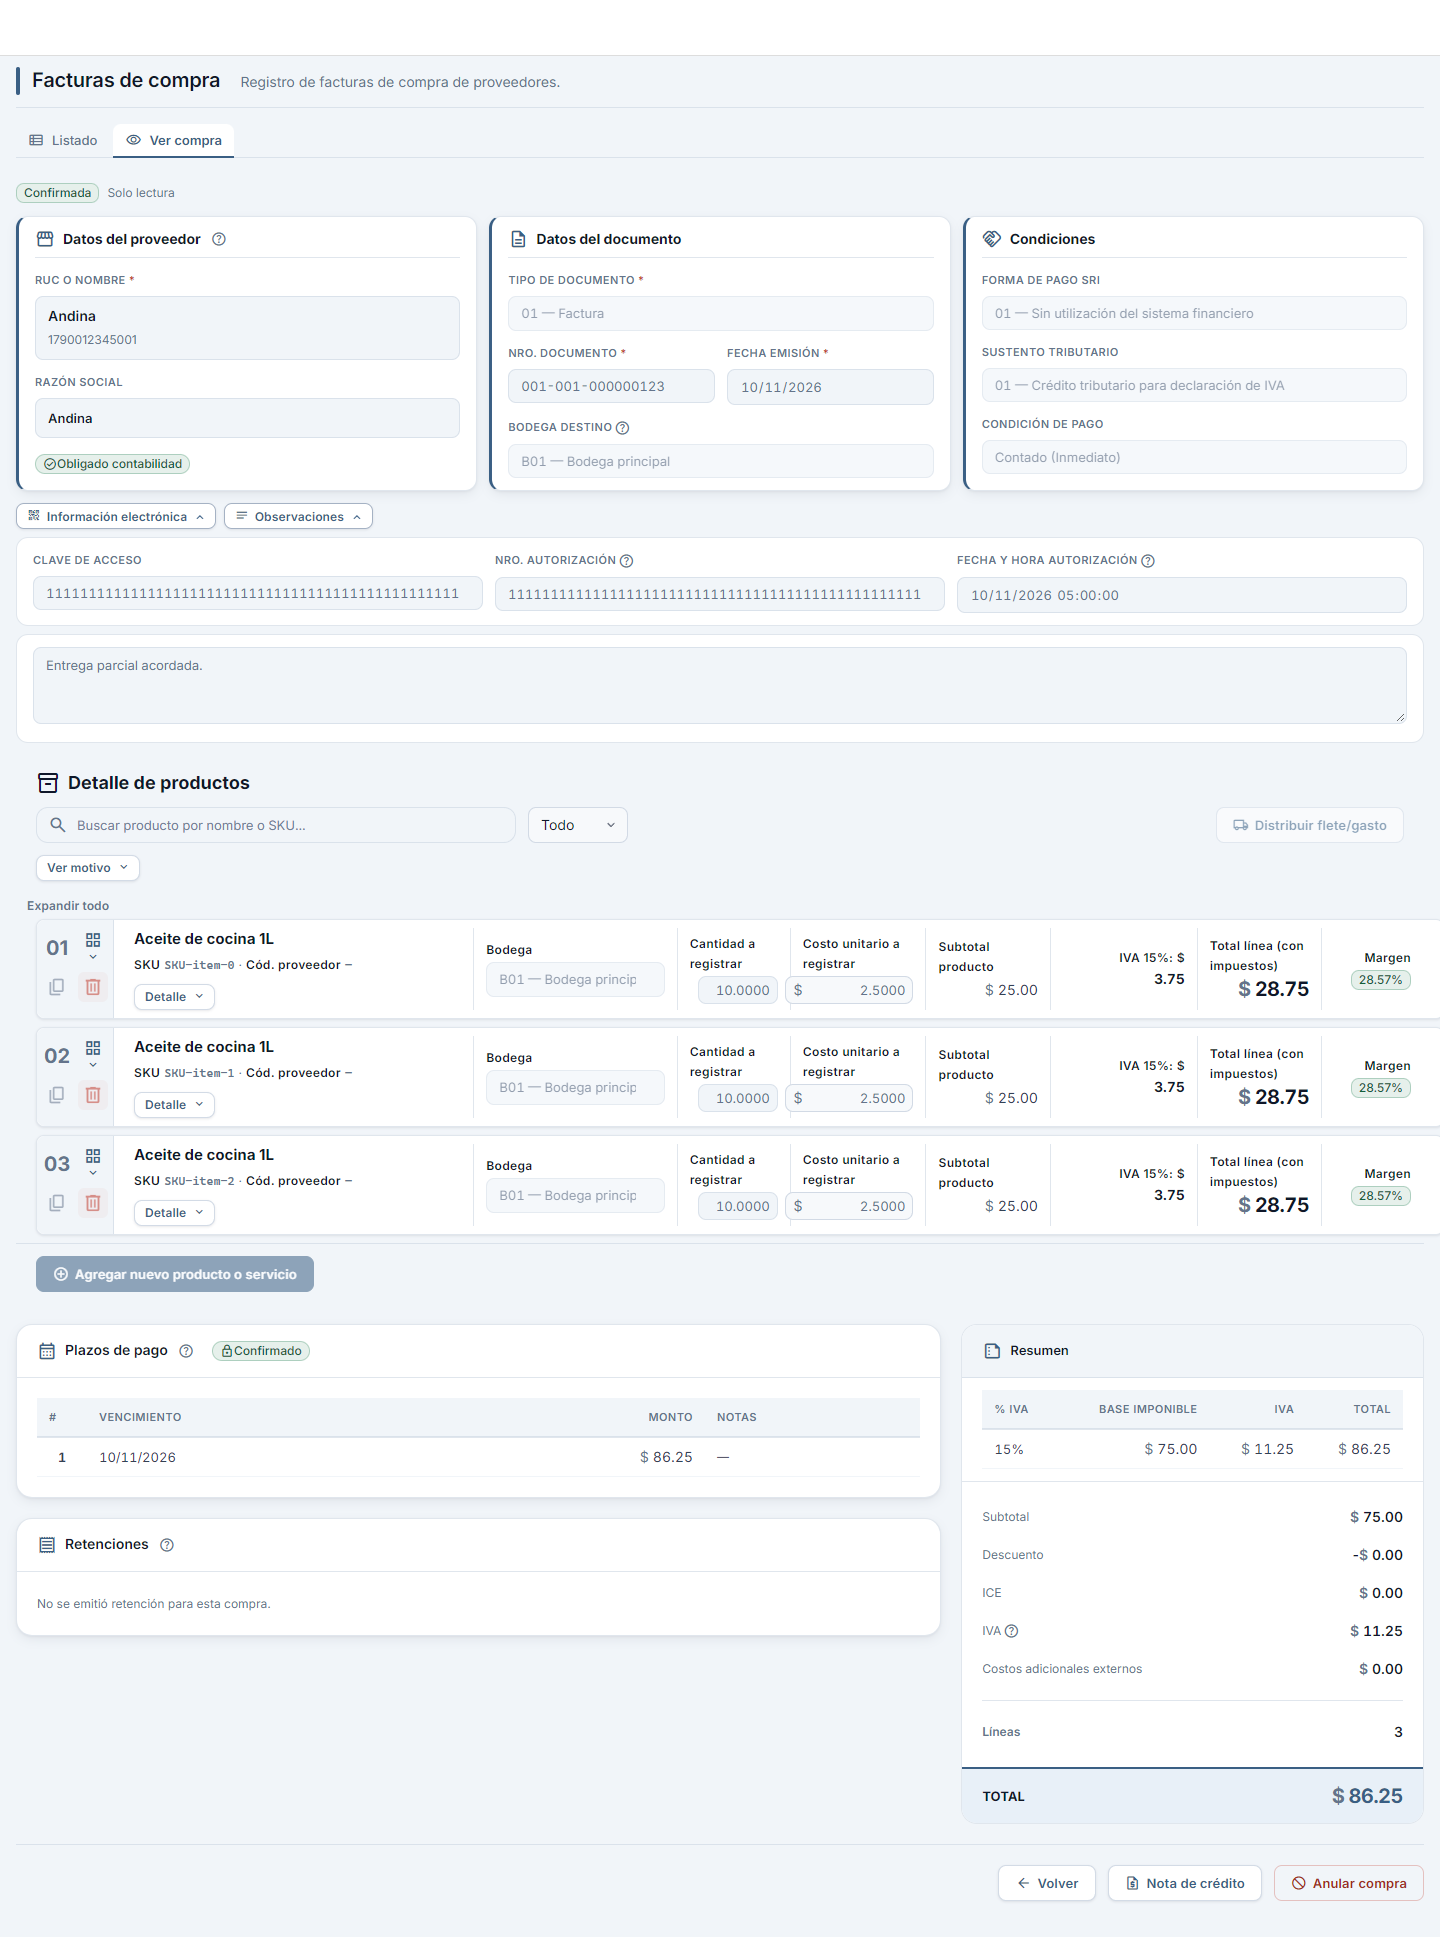 Facturas de compra Registro de facturas de compra de proveedores.
Listado Ver compra
Confirmada Solo lectura
Datos del proveedor
RUC O NOMBRE *
Andina
1790012345001
RAZÓN SOCIAL
Andina
Obligado contabilidad
Datos del documento
TIPO DE DOCUMENTO *
01 — Factura
NRO. DOCUMENTO * FECHA EMISIÓN *
001-001-000000123 10/11/2026
BODEGA DESTINO
B01 — Bodega principal
Condiciones
FORMA DE PAGO SRI
01 — Sin utilización del sistema financiero
SUSTENTO TRIBUTARIO
01 — Crédito tributario para declaración de IVA
CONDICIÓN DE PAGO
Contado (Inmediato)
Información electrónica Observaciones
CLAVE DE ACCESO NRO. AUTORIZACIÓN FECHA Y HORA AUTORIZACIÓN
1111111111111111111111111111111111111111111111111 1111111111111111111111111111111111111111111111111 10/11/2026 05:00:00
Entrega parcial acordada.
Detalle de productos
Buscar producto por nombre o SKU... Todo Distribuir flete/gasto
Ver motivo
Expandir todo
01 Aceite de cocina 1L
SKU SKU-item-0 · Cód. proveedor —
Detalle
Bodega
B01 — Bodega princip
Cantidad a registrar
10.0000
Costo unitario a registrar
$ 2.5000
Subtotal producto
$ 25.00
IVA 15%: $ 3.75
Total línea (con impuestos)
$ 28.75
Margen
28.57%
02 Aceite de cocina 1L
SKU SKU-item-1 · Cód. proveedor —
Detalle
Bodega
B01 — Bodega princip
Cantidad a registrar
10.0000
Costo unitario a registrar
$ 2.5000
Subtotal producto
$ 25.00
IVA 15%: $ 3.75
Total línea (con impuestos)
$ 28.75
Margen
28.57%
03 Aceite de cocina 1L
SKU SKU-item-2 · Cód. proveedor —
Detalle
Bodega
B01 — Bodega princip
Cantidad a registrar
10.0000
Costo unitario a registrar
$ 2.5000
Subtotal producto
$ 25.00
IVA 15%: $ 3.75
Total línea (con impuestos)
$ 28.75
Margen
28.57%
Agregar nuevo producto o servicio
Plazos de pago Confirmado
# VENCIMIENTO MONTO NOTAS
1 10/11/2026 $ 86.25 —
Retenciones
No se emitió retención para esta compra.
Resumen
% IVA BASE IMPONIBLE IVA TOTAL
15% $ 75.00 $ 11.25 $ 86.25
Subtotal $ 75.00
Descuento -$ 0.00
ICE $ 0.00
IVA $ 11.25
Costos adicionales externos $ 0.00
Líneas 3
TOTAL $ 86.25
Volver Nota de crédito Anular compra